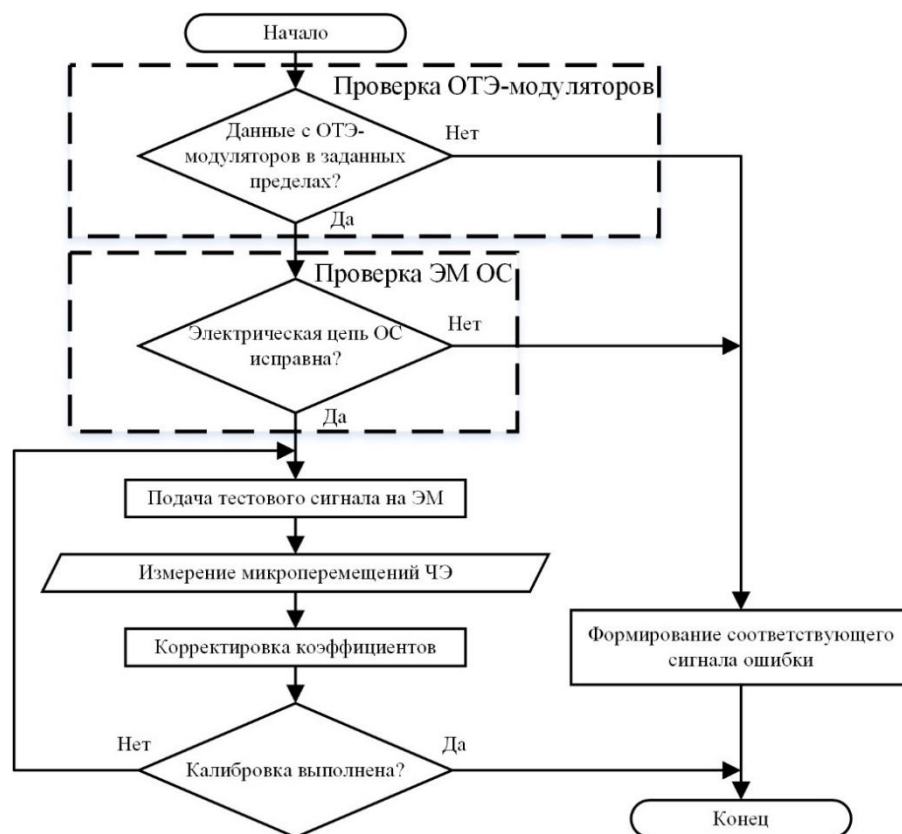 Начало
Проверка ОТЭ-модуляторов
Данные с ОТЭ-
модуляторов в заданных
пределах?
Нет
Да
Проверка ЭМ ОС
Электрическая цепь ОС
исправна?
Нет
Да
Подача тестового сигнала на ЭМ
Измерение микроперемещений ЧЭ
Корректировка коэффициентов
Формирование соответствующего
сигнала ошибки
Нет
Калибровка выполнена?
Да
Конец